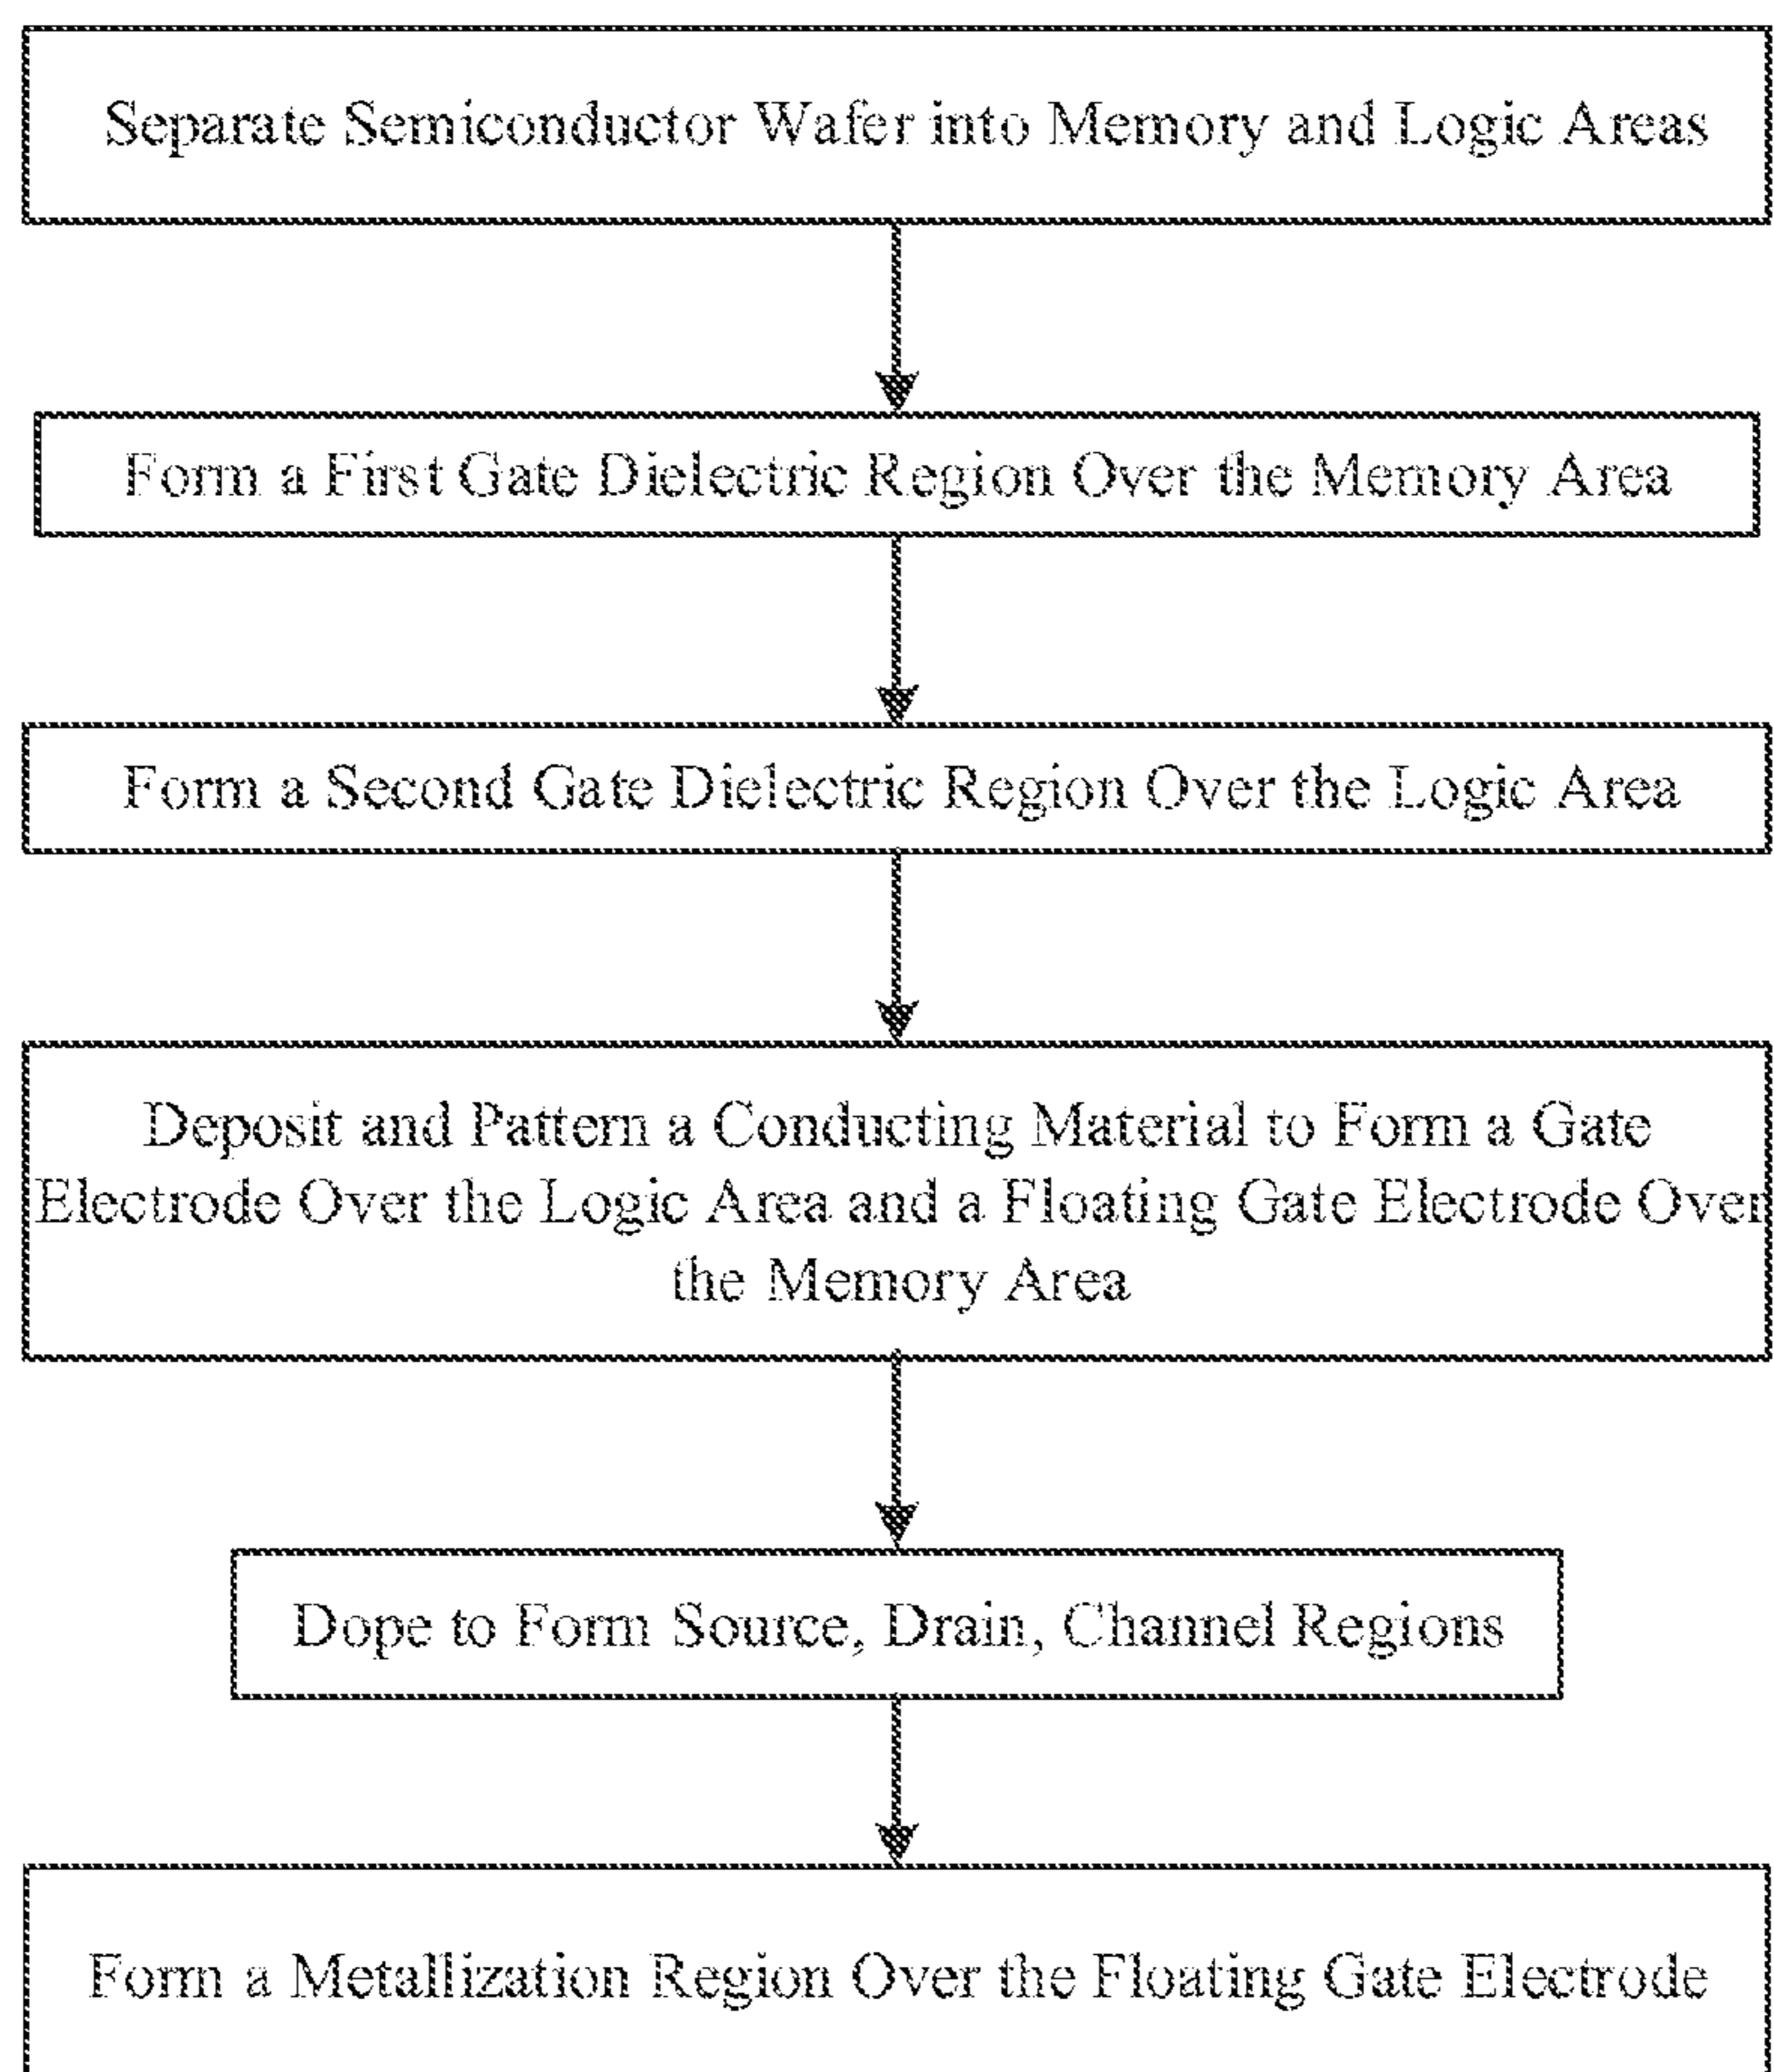 Separate Semiconductor Wafer into Memory and Logic Areas
Form a First Gate Dielectric Region Over the Memory Area
Form a Second Gate Dielectric Region Over the Logic Area
Deposit and Pattern a Conducting Material to Form a Gate
Electrode Over the Logic Area and a Floating Gate Electrode Over
the Memory Area
Dope to Form Source, Drain, Channel Regions
Form a Metallization Region Over the Floating Gate Electrode